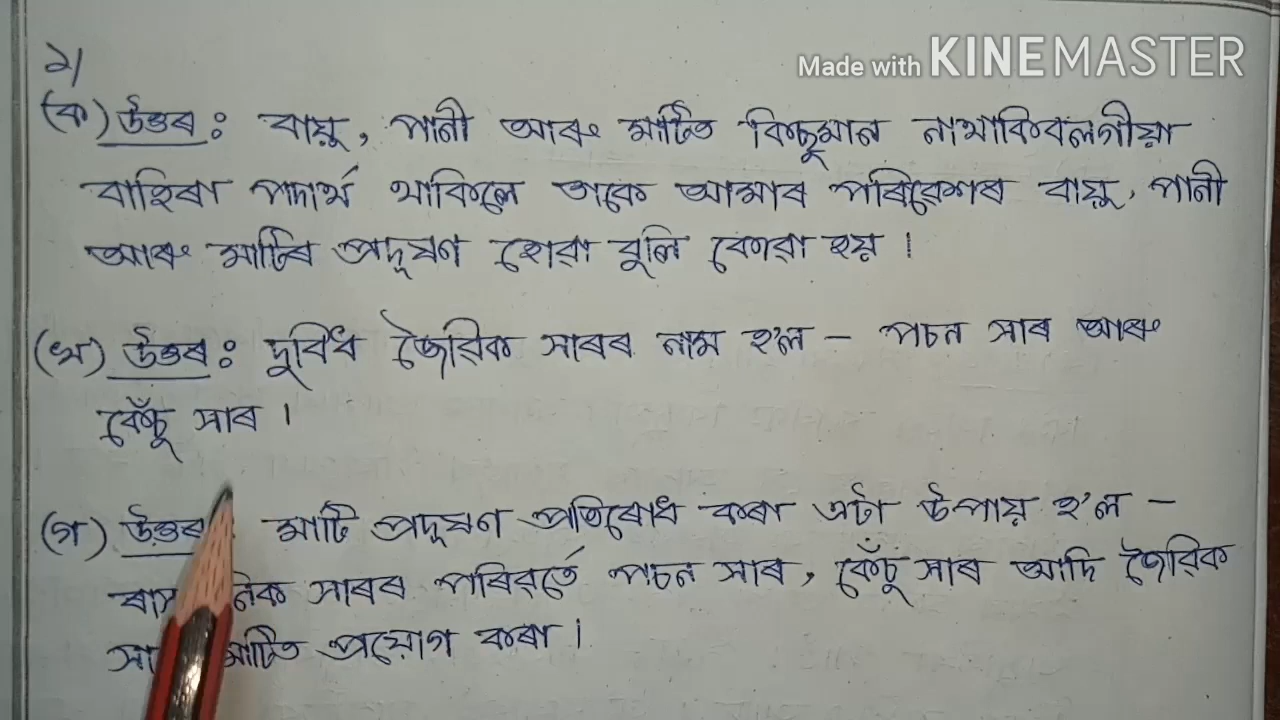 Made with KINEMASTER
১/
(ক) উত্তৰঃ বায়ু, পানী আৰু মাটিত কিছুমান নালাগিবলগীয়া
বাহিৰা পদাৰ্থ থাকিলে তাকে আমাৰ পৰিৱেশৰ বায়ু, পানী
আৰু মাটিৰ প্ৰদূষণ হোৱা বুলি কোৱা হয়।
(খ) উত্তৰঃ দুবিধ জৈৱিক সাৰৰ নাম হ'ল – পচন সাৰ আৰু
কেঁচু সাৰ।
(গ) উত্তৰ: মাটি প্ৰদূষণ প্ৰতিৰোধ কৰা এটা উপায় হ'ল –
সাৰৰ পৰিৱৰ্তে পচন সাৰ, কেঁচু সাৰ আদি জৈৱিক
মাটিত প্ৰয়োগ কৰা।